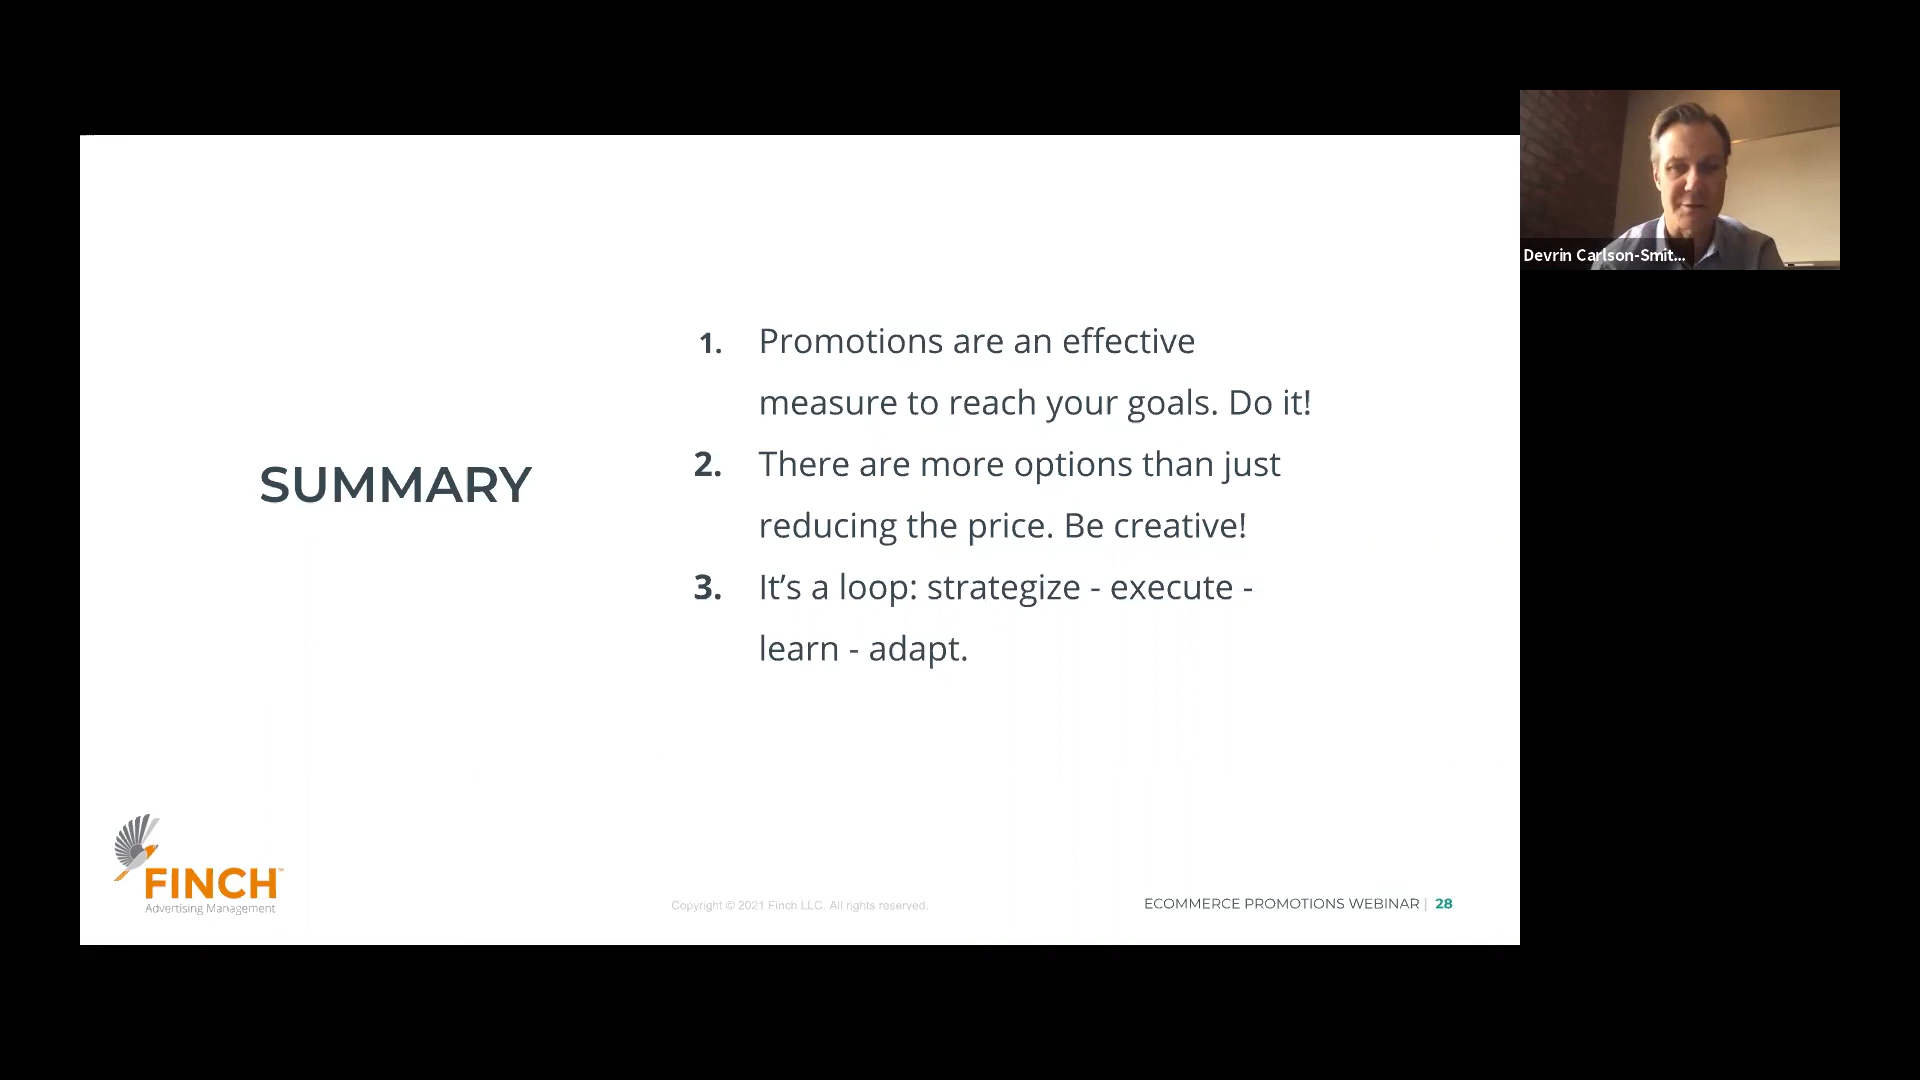 Devrin Carlson-Smit...
SUMMARY
1. Promotions are an effective
measure to reach your goals. Do it!
2. There are more options than just
reducing the price. Be creative!
3. It’s a loop: strategize - execute -
learn - adapt.
FINCH™
Advertising Management
Copyright © 2021 Finch LLC. All rights reserved.
ECOMMERCE PROMOTIONS WEBINAR | 28